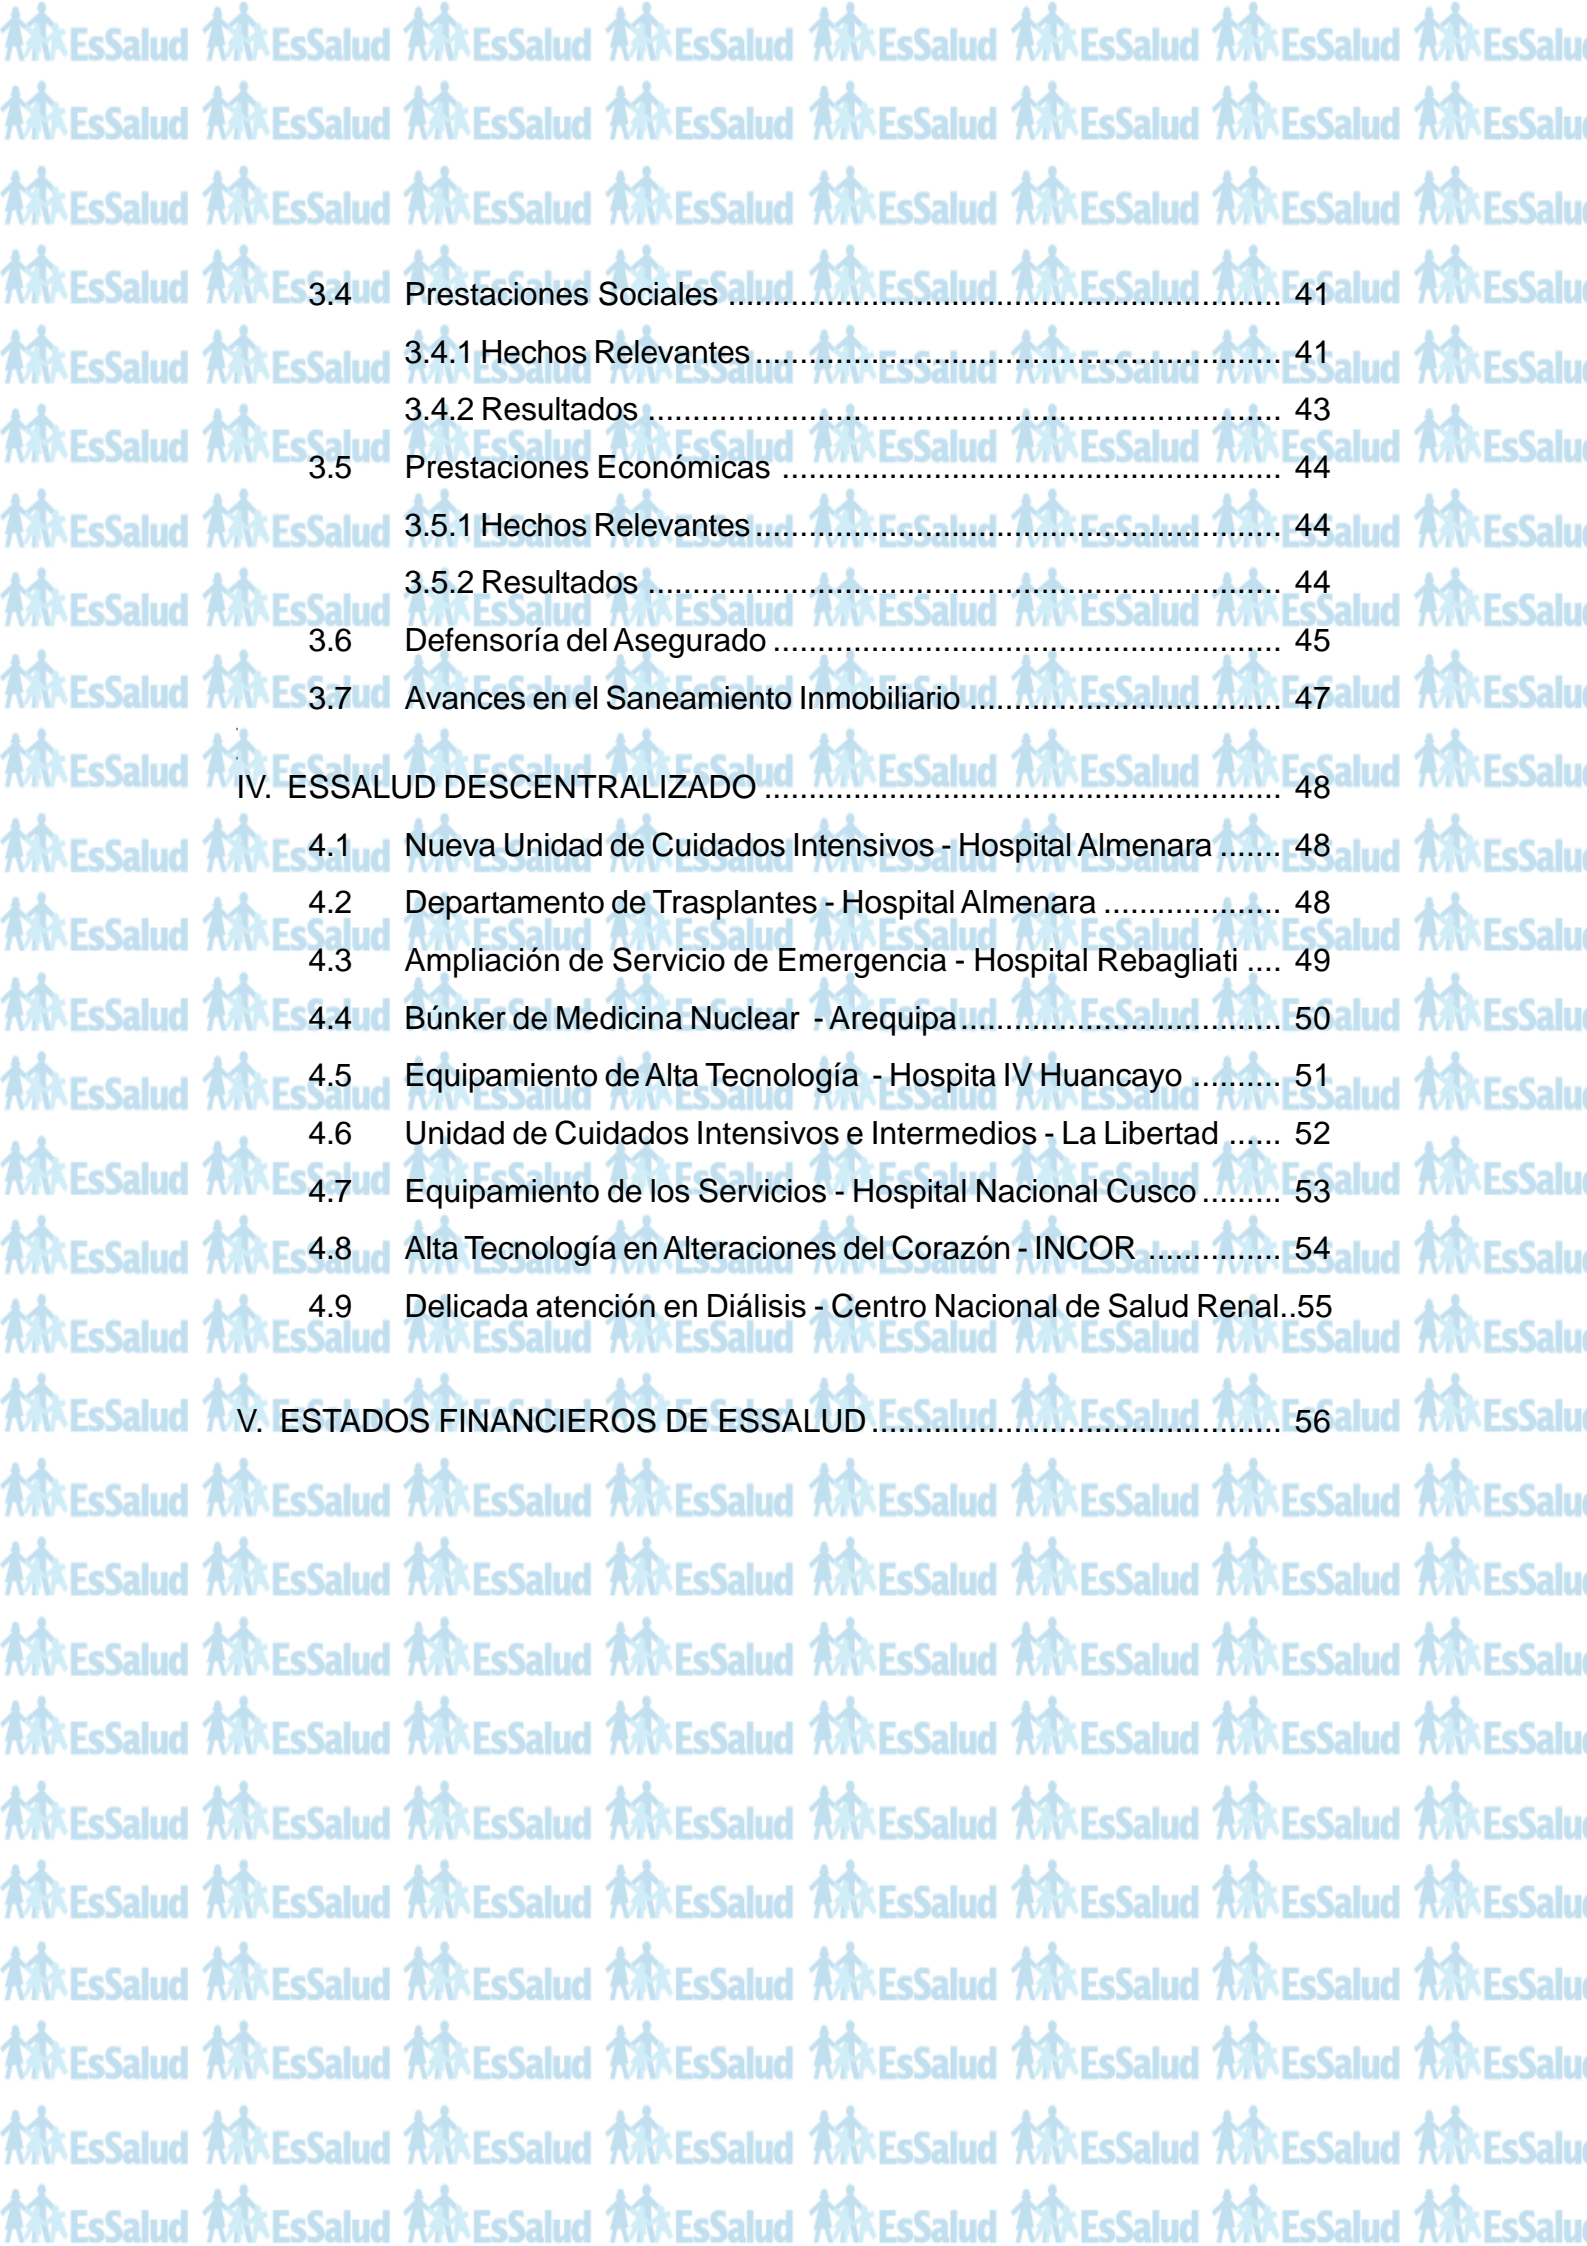 3.4 Prestaciones Sociales .............................................................. 41
3.4.1 Hechos Relevantes ........................................................... 41
3.4.2 Resultados ....................................................................... 43
3.5 Prestaciones Económicas ........................................................ 44
3.5.1 Hechos Relevantes ........................................................... 44
3.5.2 Resultados ....................................................................... 44
3.6 Defensoría del Asegurado ......................................................... 45
3.7 Avances en el Saneamiento Inmobiliario ................................... 47
IV. ESSALUD DESCENTRALIZADO .......................................................... 48
4.1 Nueva Unidad de Cuidados Intensivos - Hospital Almenara ....... 48
4.2 Departamento de Trasplantes - Hospital Almenara .................... 48
4.3 Ampliación de Servicio de Emergencia - Hospital Rebagliati .... 49
4.4 Búnker de Medicina Nuclear - Arequipa .................................... 50
4.5 Equipamiento de Alta Tecnología - Hospita IV Huancayo .......... 51
4.6 Unidad de Cuidados Intensivos e Intermedios - La Libertad ...... 52
4.7 Equipamiento de los Servicios - Hospital Nacional Cusco ......... 53
4.8 Alta Tecnología en Alteraciones del Corazón - INCOR ............... 54
4.9 Delicada atención en Diálisis - Centro Nacional de Salud Renal..55
V. ESTADOS FINANCIEROS DE ESSALUD .............................................. 56